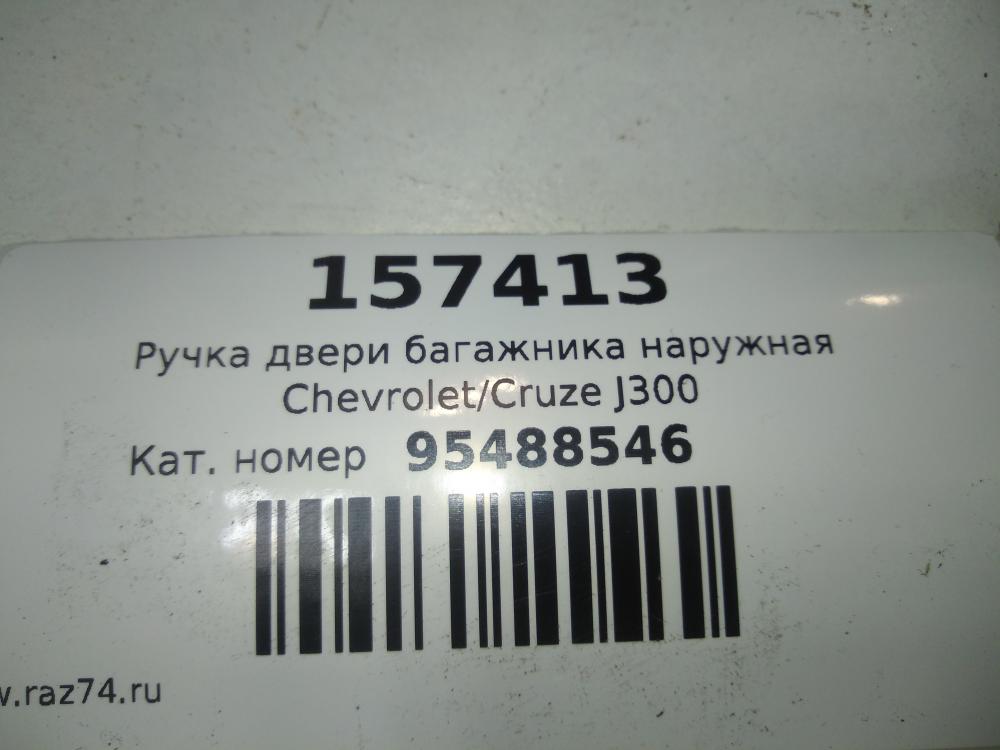 157413
Ручка двери багажника наружная
Chevrolet/Cruze J300
Кат. номер 95488546
w.raz74.ru